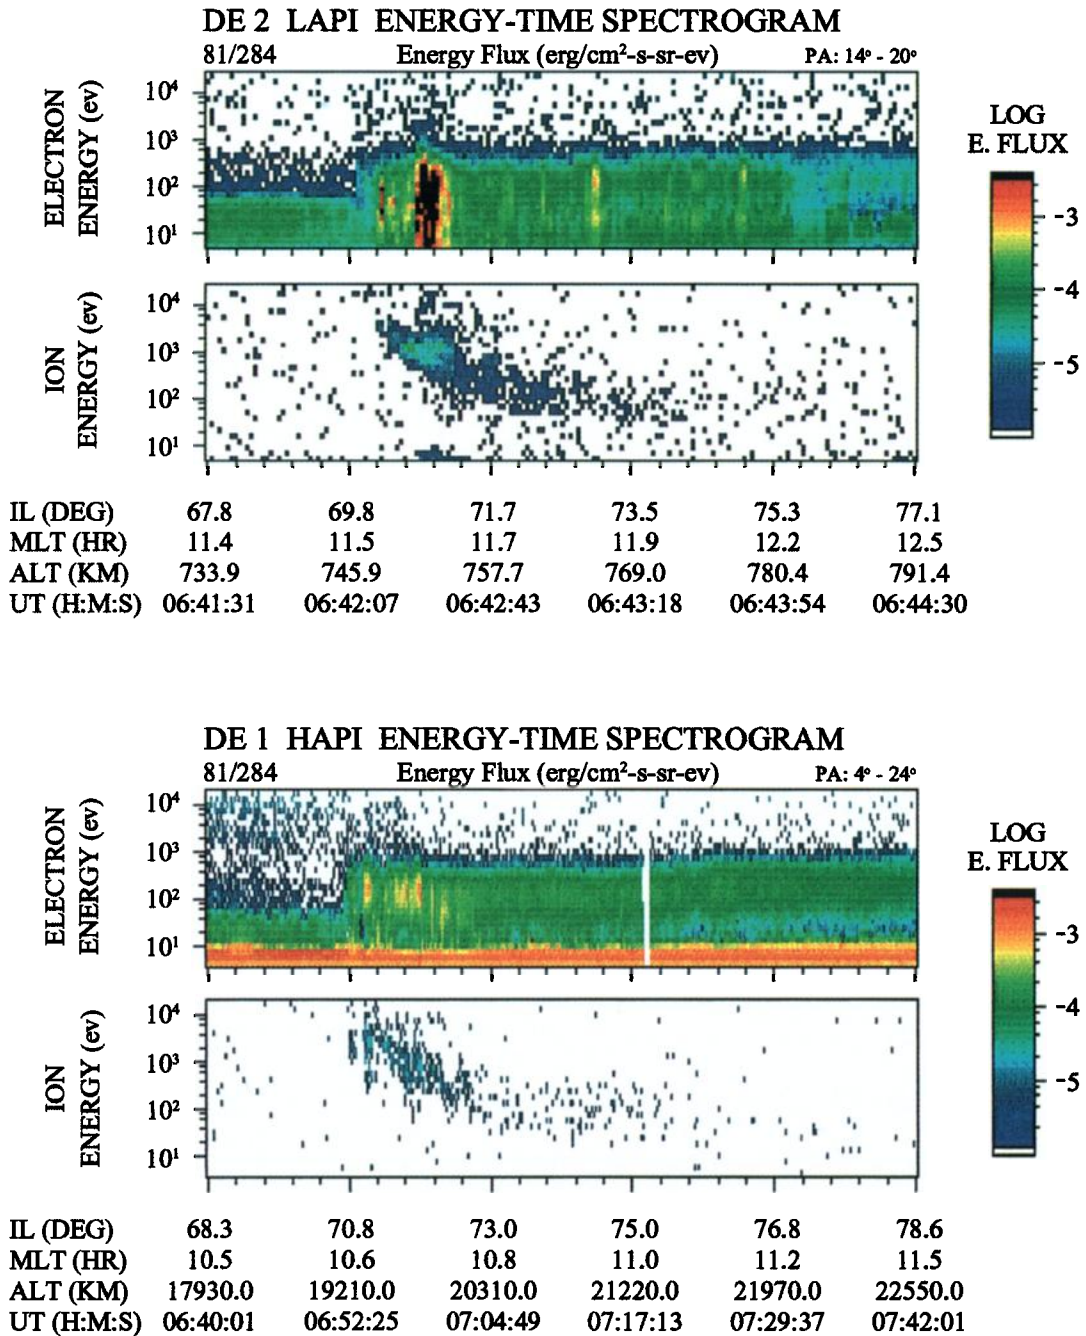 DE 2 LAPI ENERGY-TIME SPECTROGRAM
81/284 Energy Flux (erg/cm²-s-sr-ev) PA: 14° - 20°
ELECTRON
ENERGY (ev)
10⁴
10³
10²
10¹
ION
ENERGY (ev)
10⁴
10³
10²
10¹
LOG
E. FLUX
-3
-4
-5
IL (DEG) 67.8 69.8 71.7 73.5 75.3 77.1
MLT (HR) 11.4 11.5 11.7 11.9 12.2 12.5
ALT (KM) 733.9 745.9 757.7 769.0 780.4 791.4
UT (H:M:S) 06:41:31 06:42:07 06:42:43 06:43:18 06:43:54 06:44:30
DE 1 HAPI ENERGY-TIME SPECTROGRAM
81/284 Energy Flux (erg/cm²-s-sr-ev) PA: 4° - 24°
ELECTRON
ENERGY (ev)
10⁴
10³
10²
10¹
ION
ENERGY (ev)
10⁴
10³
10²
10¹
LOG
E. FLUX
-3
-4
-5
IL (DEG) 68.3 70.8 73.0 75.0 76.8 78.6
MLT (HR) 10.5 10.6 10.8 11.0 11.2 11.5
ALT (KM) 17930.0 19210.0 20310.0 21220.0 21970.0 22550.0
UT (H:M:S) 06:40:01 06:52:25 07:04:49 07:17:13 07:29:37 07:42:01